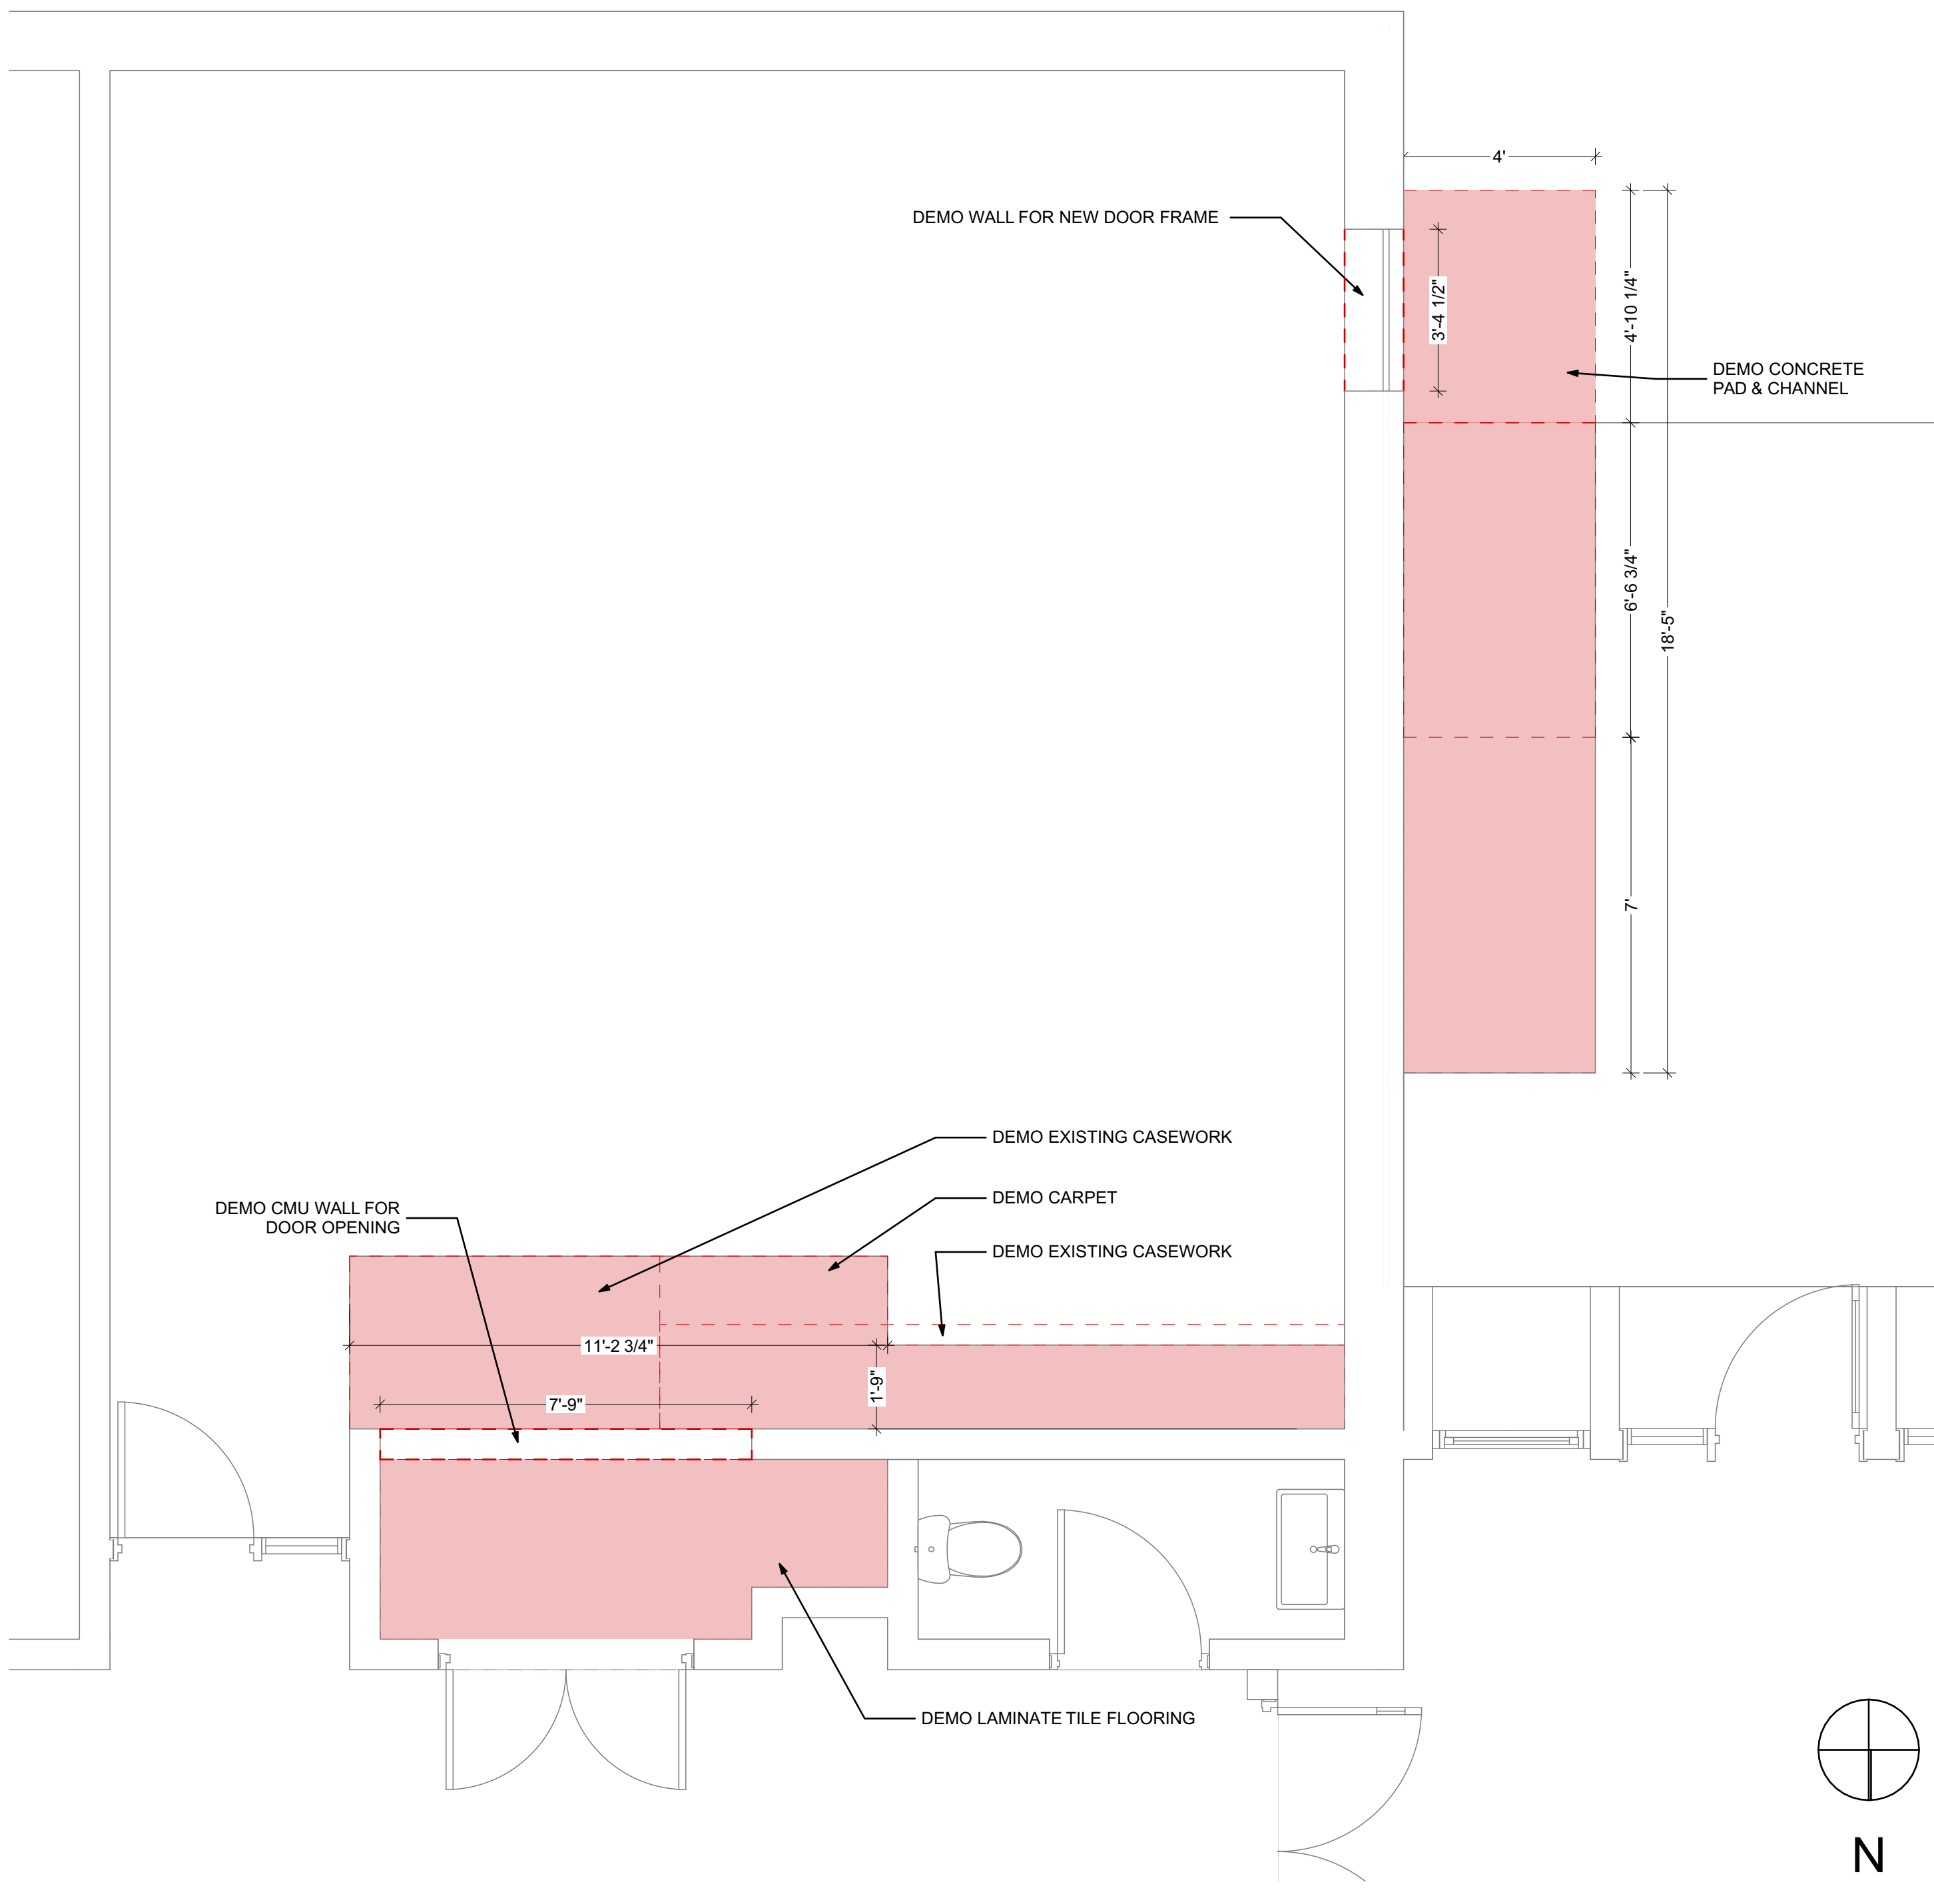 4'
DEMO WALL FOR NEW DOOR FRAME
3'-4 1/2"
4'-10 1/4"
DEMO CONCRETE
PAD & CHANNEL
6'-6 3/4"
18'-5"
7'
DEMO EXISTING CASEWORK
DEMO CARPET
DEMO CMU WALL FOR
DOOR OPENING
DEMO EXISTING CASEWORK
11'-2 3/4"
1'-9"
7'-9"
DEMO LAMINATE TILE FLOORING
N